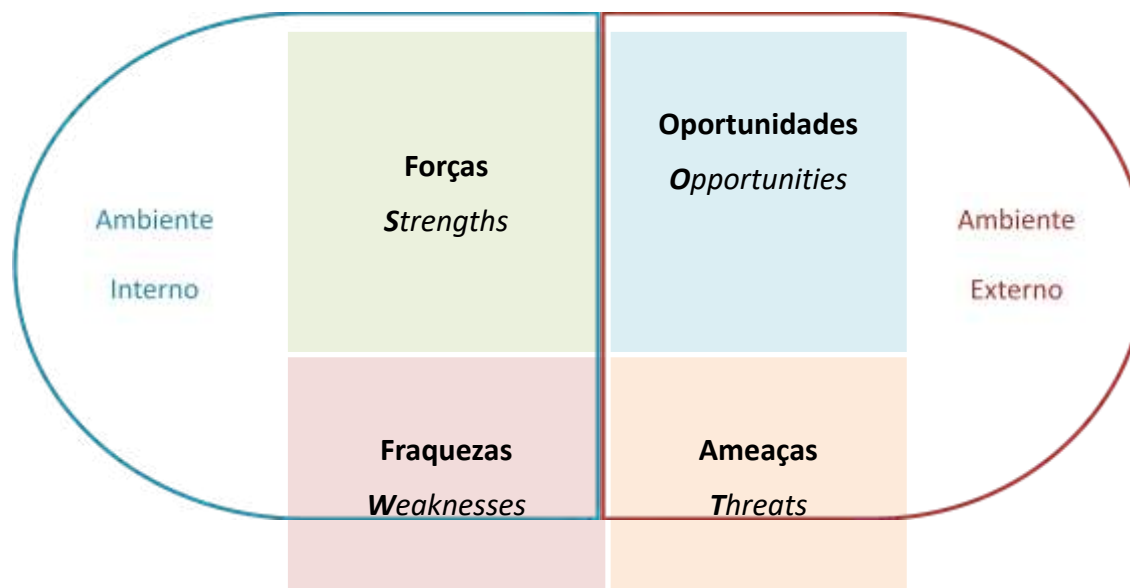 Ambiente
Interno
Forças
Strengths
Oportunidades
Opportunities
Ambiente
Externo
Fraquezas
Weaknesses
Ameaças
Threats